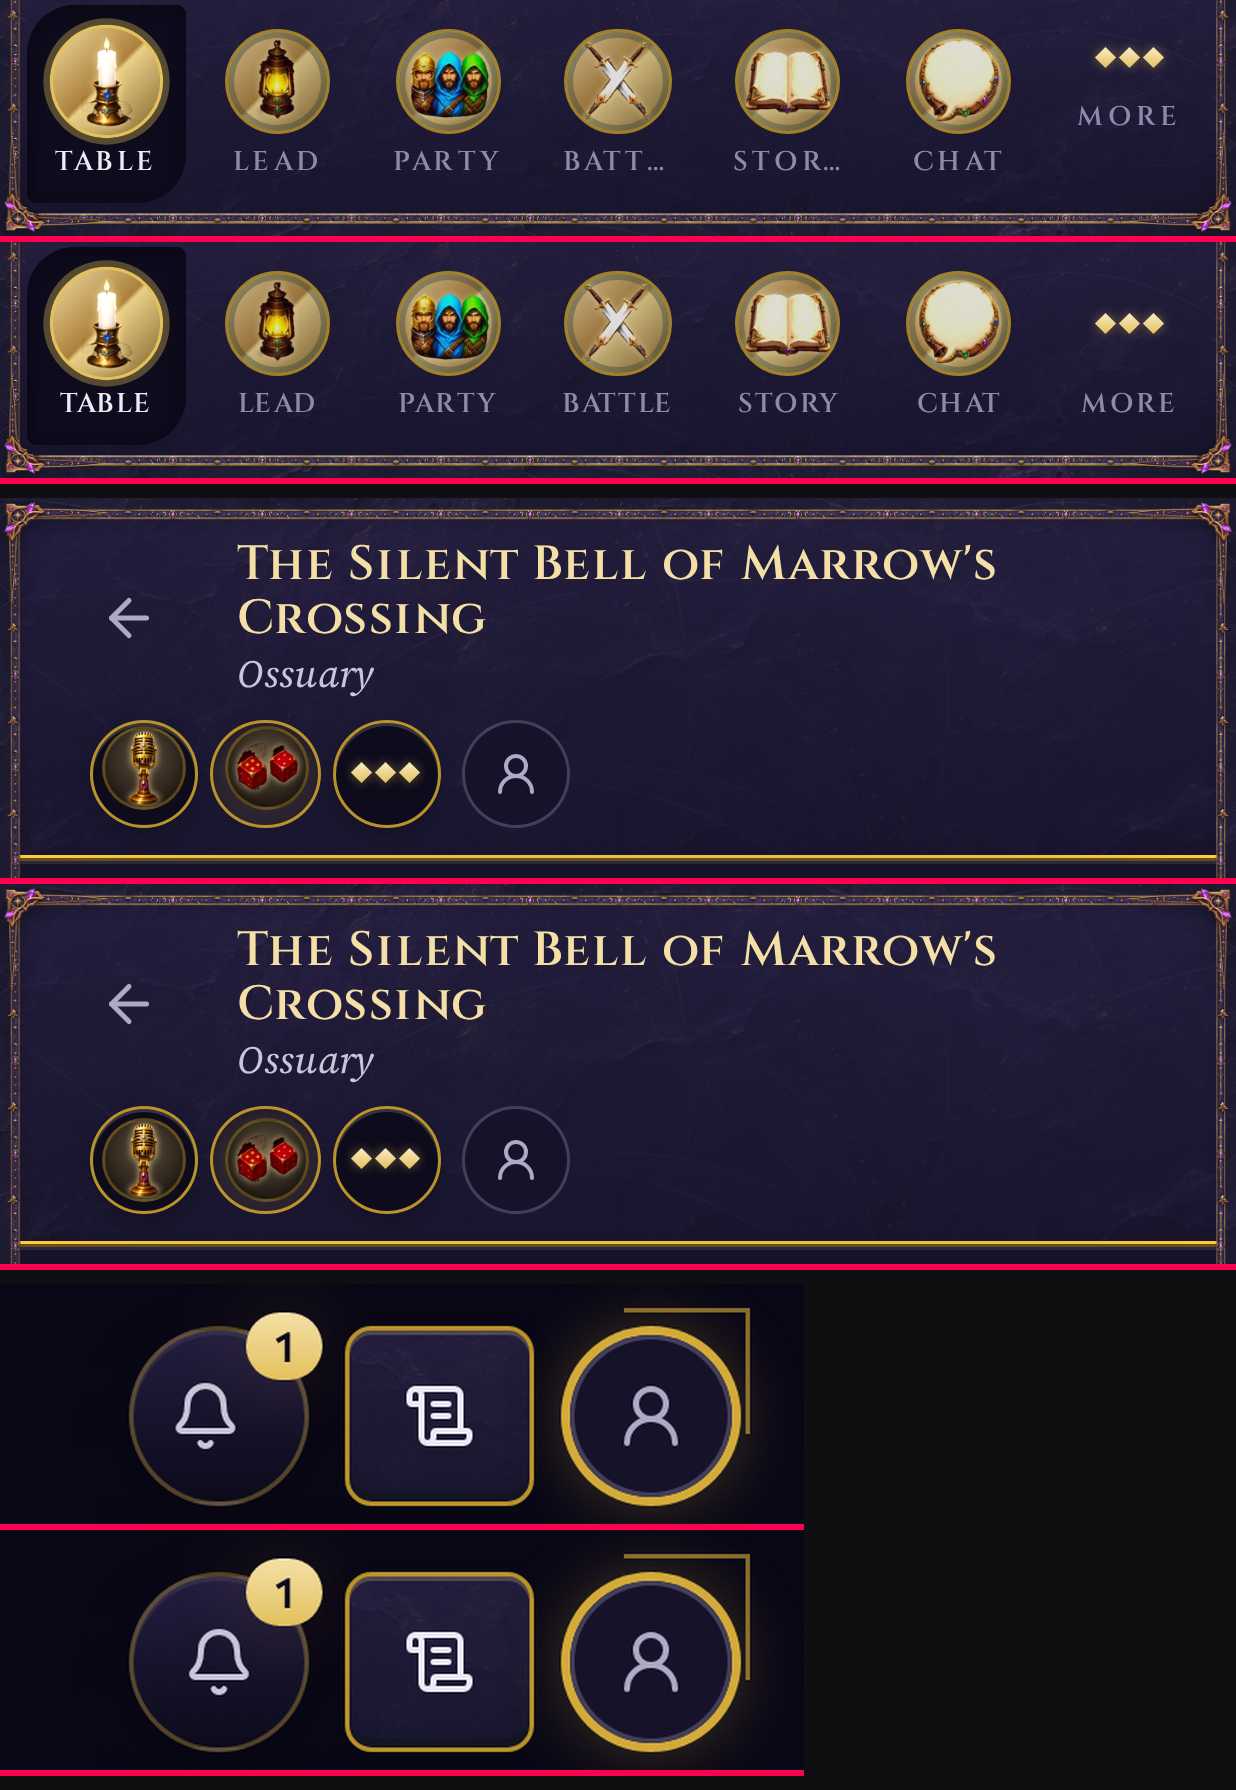 TABLE LEAD PARTY BATT... STOR... CHAT MORE
TABLE LEAD PARTY BATTLE STORY CHAT MORE
The Silent Bell of Marrow's
Crossing
Ossuary
The Silent Bell of Marrow's
Crossing
Ossuary
1
1